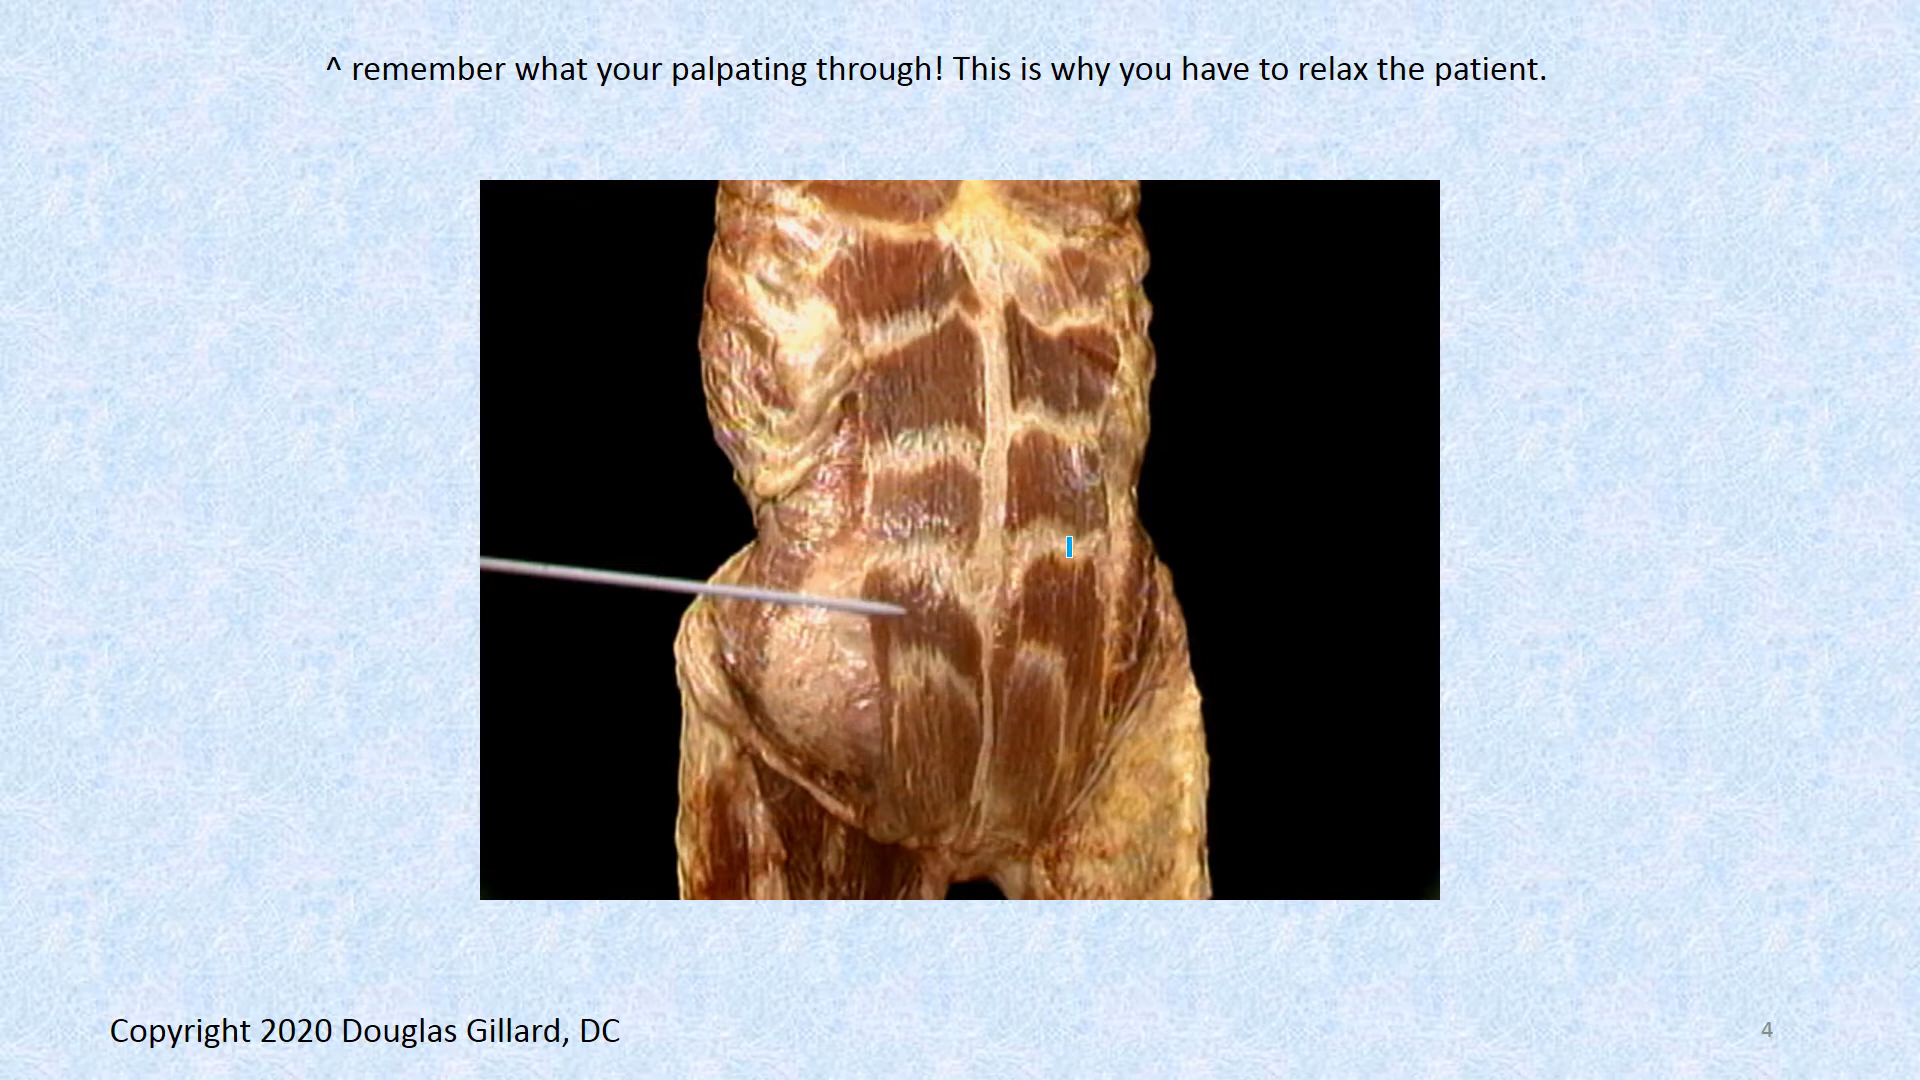 ^ remember what your palpating through! This is why you have to relax the patient.
Copyright 2020 Douglas Gillard, DC
4